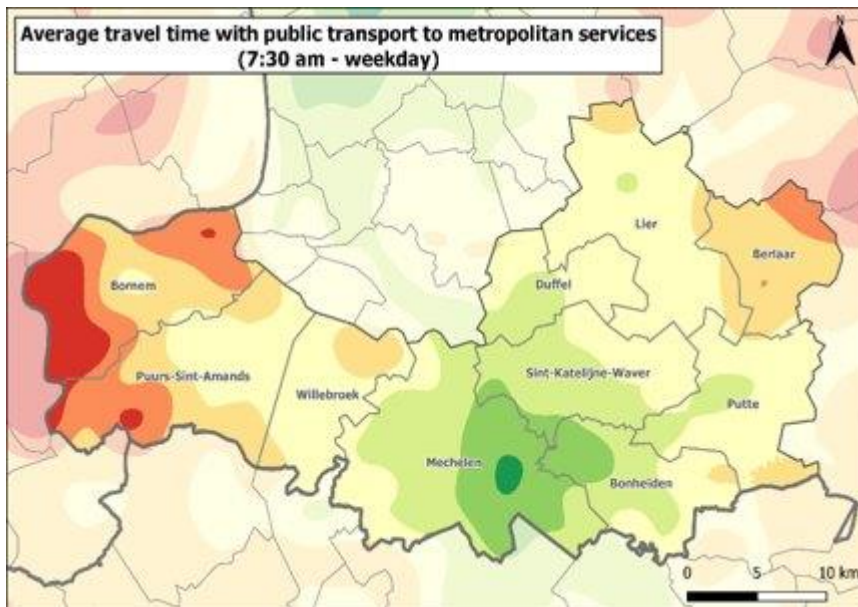 Average travel time with public transport to metropolitan services
(7:30 am - weekday)
N
Lier
Berlaar
Bornem
Duffel
Puurs-Sint-Amands
Sint-Katelijne-Waver
Willebroek
Putte
Mechelen
Bonheiden
0 5 10 km